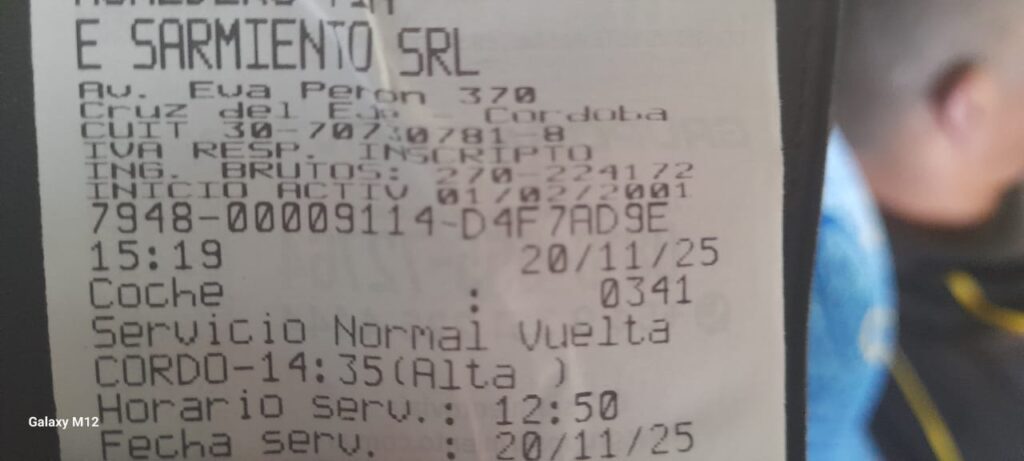 E SARMIENTO SRL
Av. Eva Peron 370
Cruz del Eje - Cordoba
CUIT 30-70730781-8
IVA RESP. INSCRIPTO
ING. BRUTOS: 270-224172
INICIO ACTIV 01/02/2001
7948-00009114-D4F7AD9E
15:19 20/11/25
Coche : 0341
Servicio Normal Vuelta
CORDO-14:35(Alta )
Horario serv.: 12:50
Fecha serv. : 20/11/25
Galaxy M12